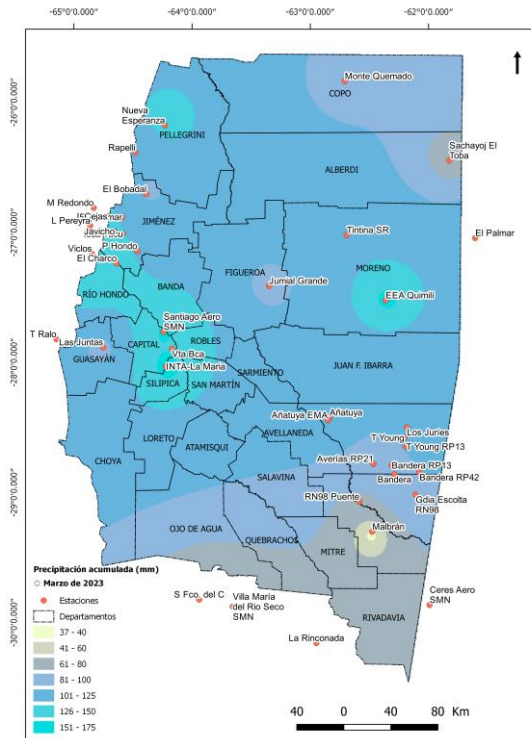 -65°0'0.000"
-64°0'0.000"
-63°0'0.000"
-62°0'0.000"
-26°0'0.000"
-27°0'0.000"
-28°0'0.000"
-29°0'0.000"
-30°0'0.000"
Monte Quemado
COPO
Nueva
Esperanza
PELLEGRINI
Rapelli
Sachayoj El
Toba
ALBERDI
El Bobadal
M Redondo
L Pereyra
JIMÉNEZ
Javicho
P Hondo
Viclos
El Charco
Tintina SR
El Palmar
MORENO
FIGUEROA
Jumial Grande
EEA Quimili
BANDA
RÍO HONDO
Santiago Aero
SMN
T Ralo
Las Juntas
CAPITAL
ROBLES
Vta Bca
GUASAYÁN
INTA-La Maria
SILIPICA
SAN MARTÍN
SARMIENTO
JUAN F. IBARRA
Añatuya EMA
Añatuya
LORETO
AVELLANEDA
ATAMISQUI
CHOYA
Los Juries
T Young
T Young RP13
Averías RP21
Bandera RP13
Bandera
Bandera RP42
SALAVINA
RN98 Puente
Gdia Escolta
RN98
OJO DE AGUA
QUEBRACHOS
Malbrán
MITRE
RIVADAVIA
Ceres Aero
SMN
S Fco. del C
Villa María
del Rio Seco
SMN
La Rinconada
Precipitación acumulada (mm)
Marzo de 2023
Estaciones
Departamentos
37 - 40
41 - 60
61 - 80
81 - 100
101 - 125
126 - 150
151 - 175
40 0 40 80 Km